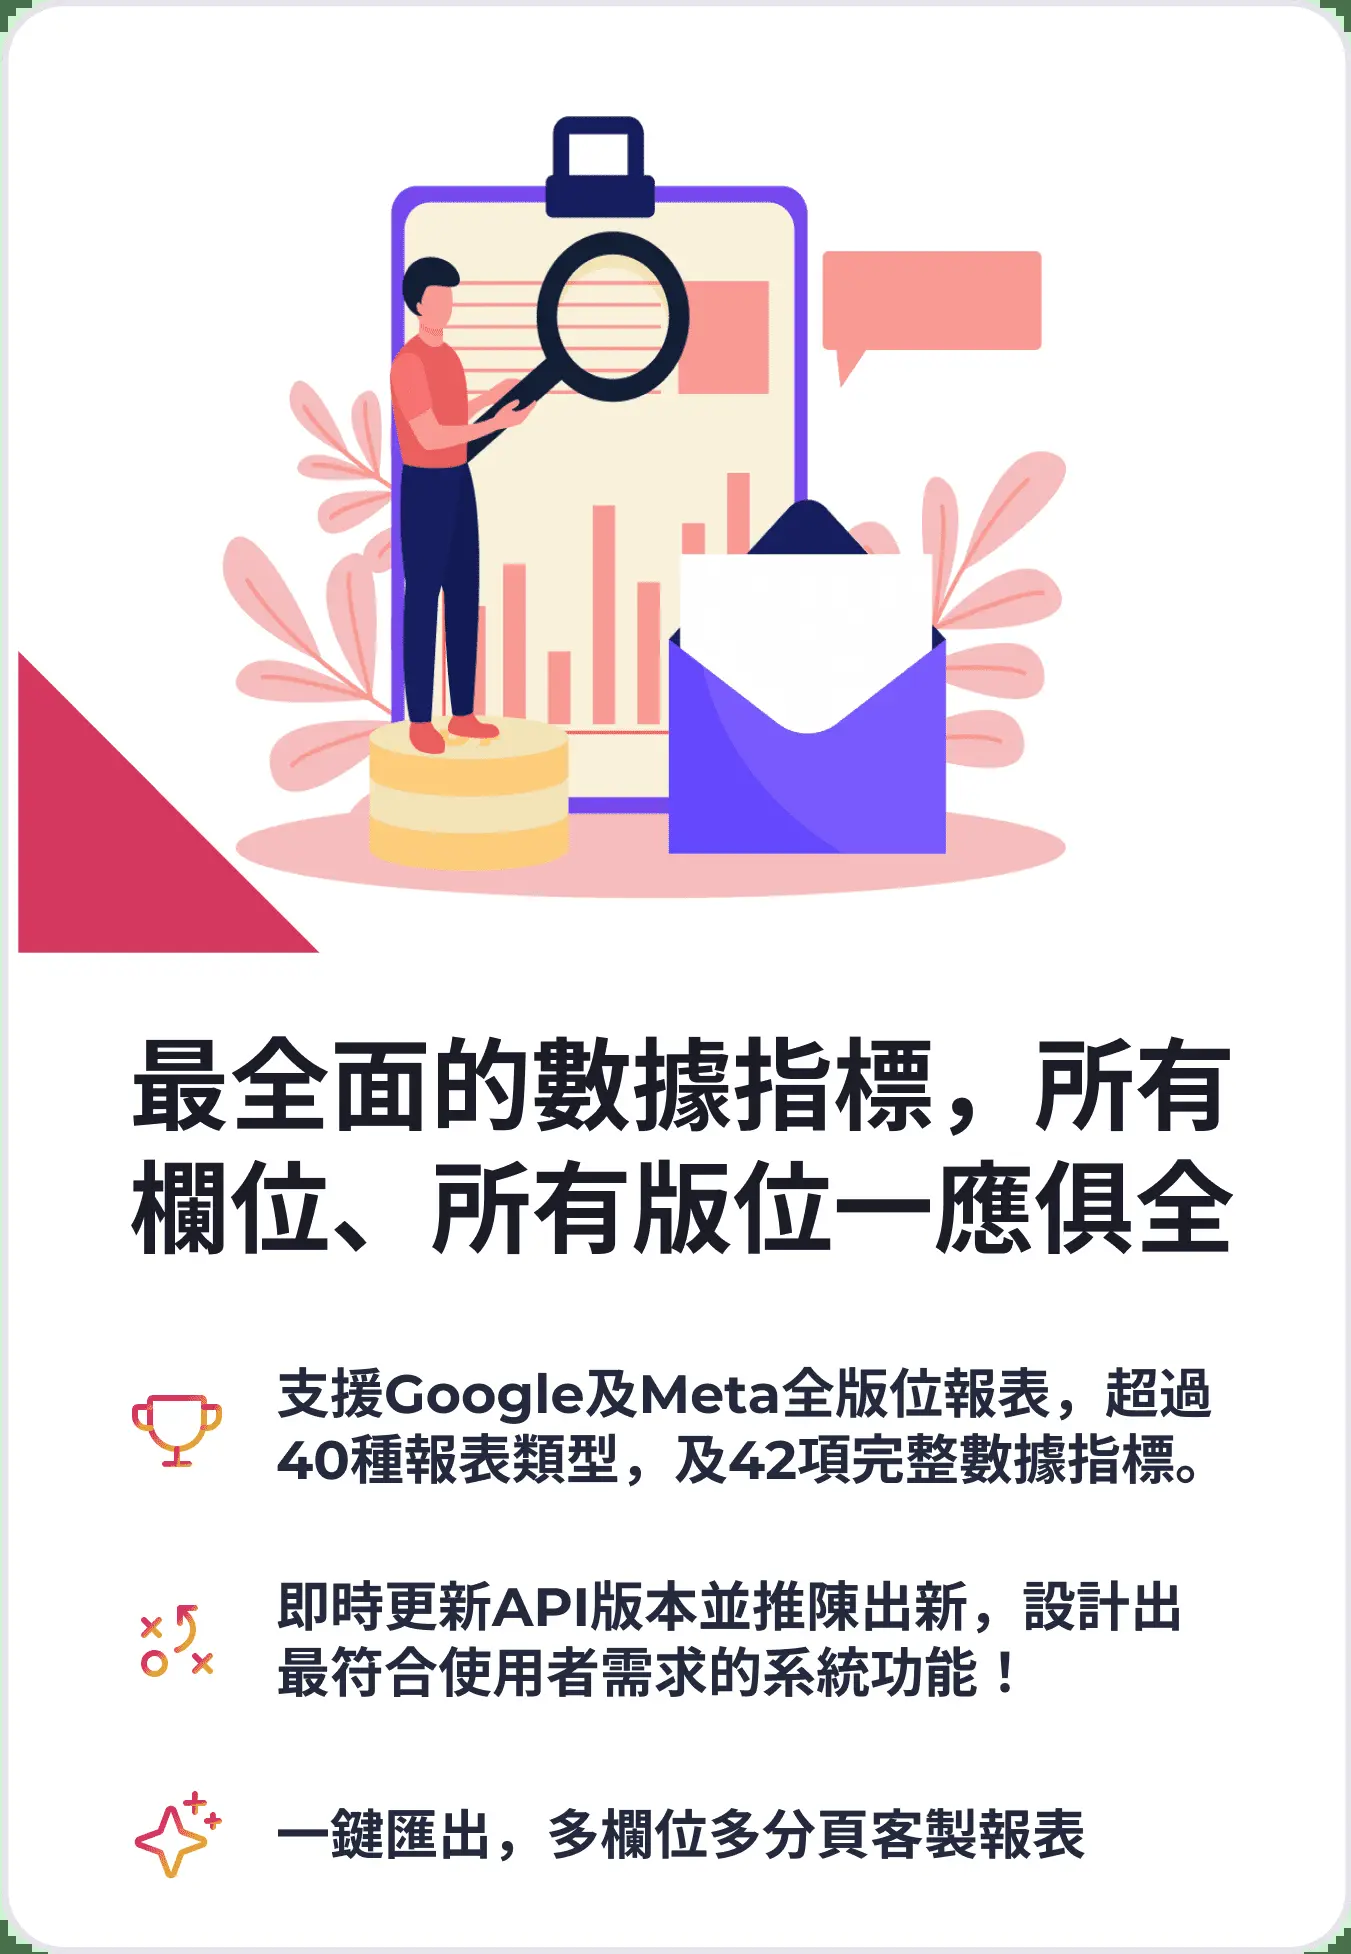 最全面的數據指標，所有
欄位、所有版位一應俱全
支援Google及Meta全版位報表，超過
40種報表類型，及42項完整數據指標。
即時更新API版本並推陳出新，設計出
最符合使用者需求的系統功能！
一鍵匯出，多欄位多分頁客製報表